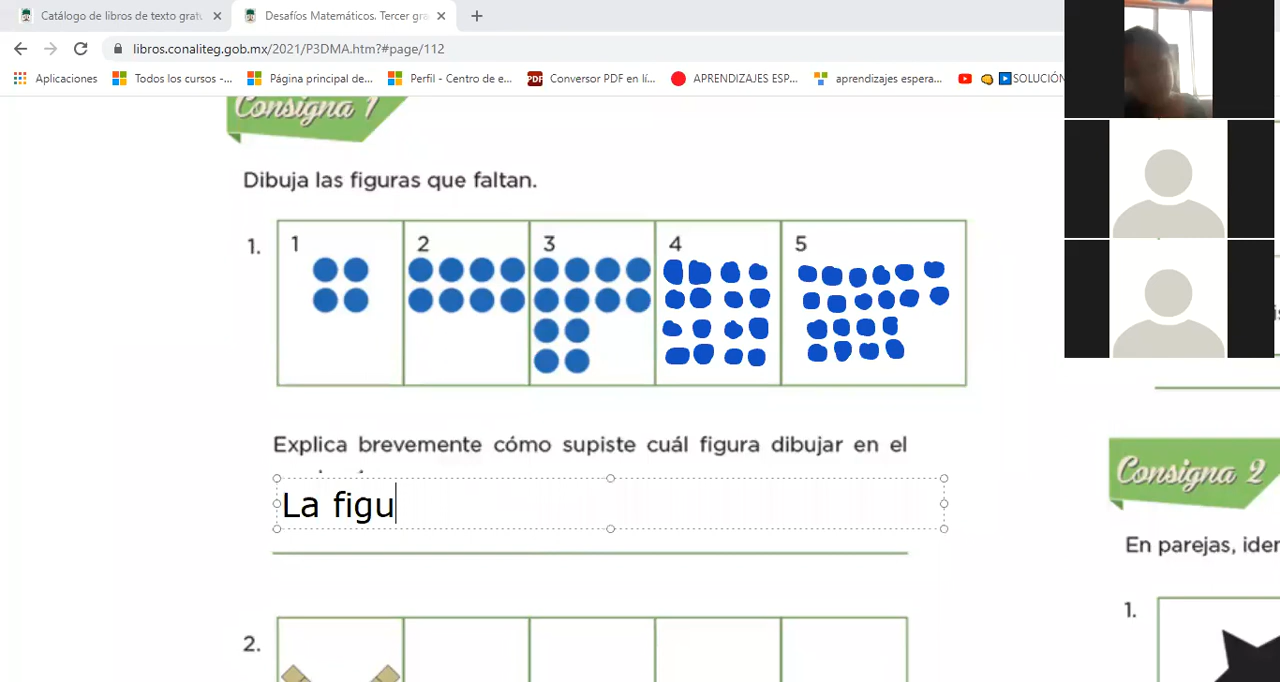 Catálogo de libros de texto grat
Desafíos Matemáticos. Tercer gra
libros.conaliteg.gob.mx/2021/P3DMA.htm?#page/112
Aplicaciones
Todos los cursos -...
Página principal de...
Perfil - Centro de e...
PDF
Conversor PDF en lí...
APRENDIZAJES ESP...
aprendizajes espera...
SOLUCIÓN
Consigna 1
Dibuja las figuras que faltan.
1.
1 2 3 4 5
Explica brevemente cómo supiste cuál figura dibujar en el
La figu
Consigna 2
En parejas, iden
2.
1.